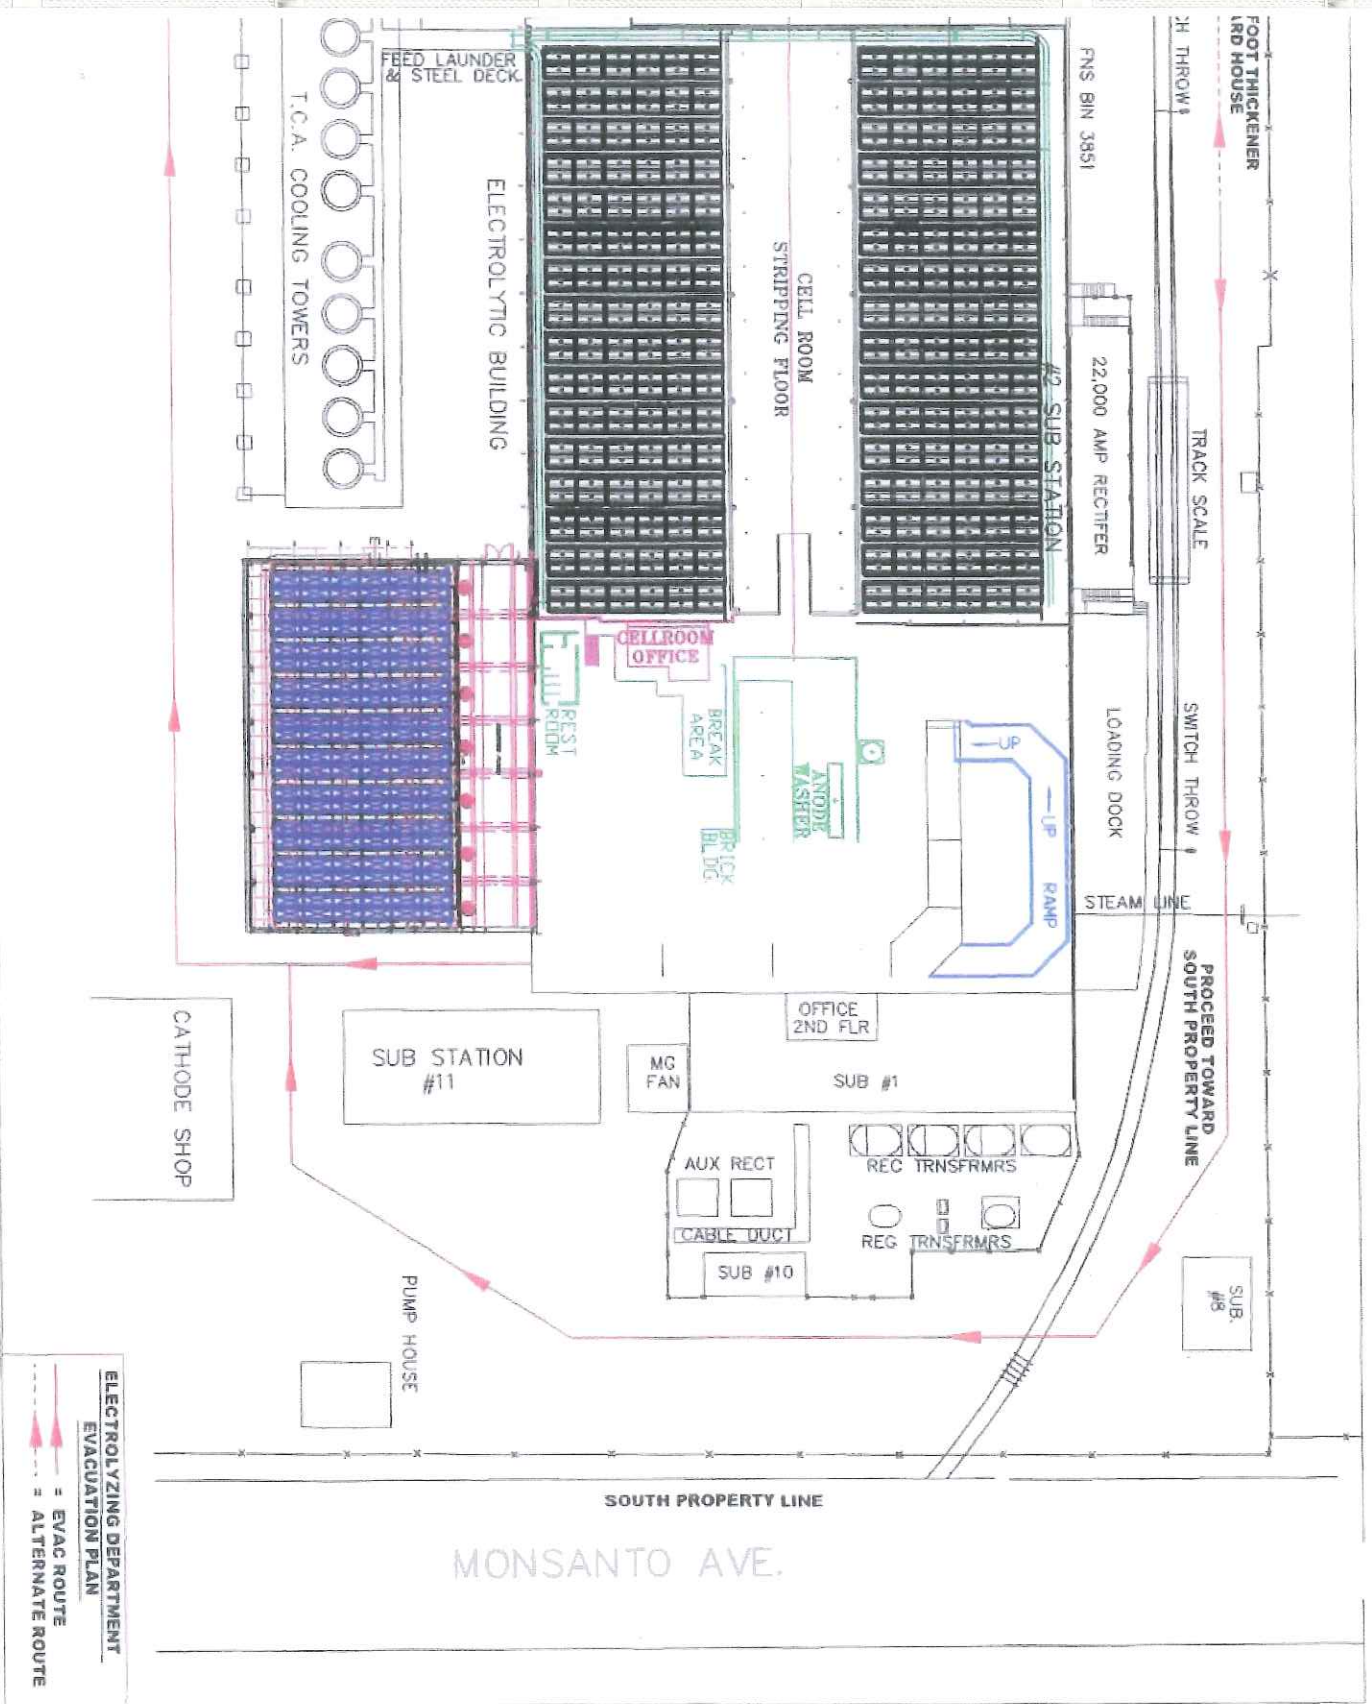 FOOT THICKENER
ARD HOUSE
CH THROW
FNS BIN 3851
FEED LAUNDER
& STEEL DECK
T.C.A. COOLING TOWERS
ELECTROLYTIC BUILDING
CELL ROOM
STRIPPING FLOOR
#2 SUB STATION
22,000 AMP RECTIFER
TRACK SCALE
SWITCH THROW
LOADING DOCK
CELLROOM
OFFICE
REST
ROOM
BREAK
AREA
ANODE
WASHER
BRICK
BLDG.
UP
UP RAMP
STEAM LINE
PROCEED TOWARD
SOUTH PROPERTY LINE
OFFICE
2ND FLR
CATHODE SHOP
SUB STATION
#11
MG
FAN
SUB #1
AUX RECT
REC TRNSFRMRS
CABLE DUCT
REG TRNSFRMRS
SUB #10
SUB.
#8
PUMP HOUSE
SOUTH PROPERTY LINE
MONSANTO AVE.
ELECTROLYZING DEPARTMENT
EVACUATION PLAN
= EVAC ROUTE
= ALTERNATE ROUTE